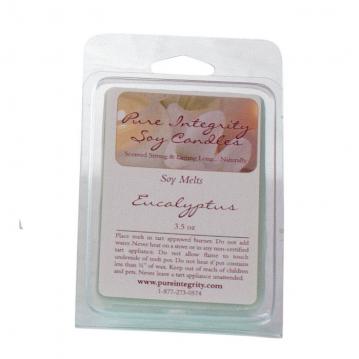 Pure Integrity
Soy Candles
Scented Strong & Lasting Long... Naturally
Soy Melts
Eucalyptus
3.5 oz
Place melt in tart approved burner. Do not add
water. Never heat on a stove or in any non-certified
tart appliance. Do not allow flame to touch
underside of melt pot. Do not heat if pot contains
less than ¼" of wax. Keep out of reach of children
and pets. Never leave a tart appliance unattended.
www.pureintegrity.com
1-877-273-0574